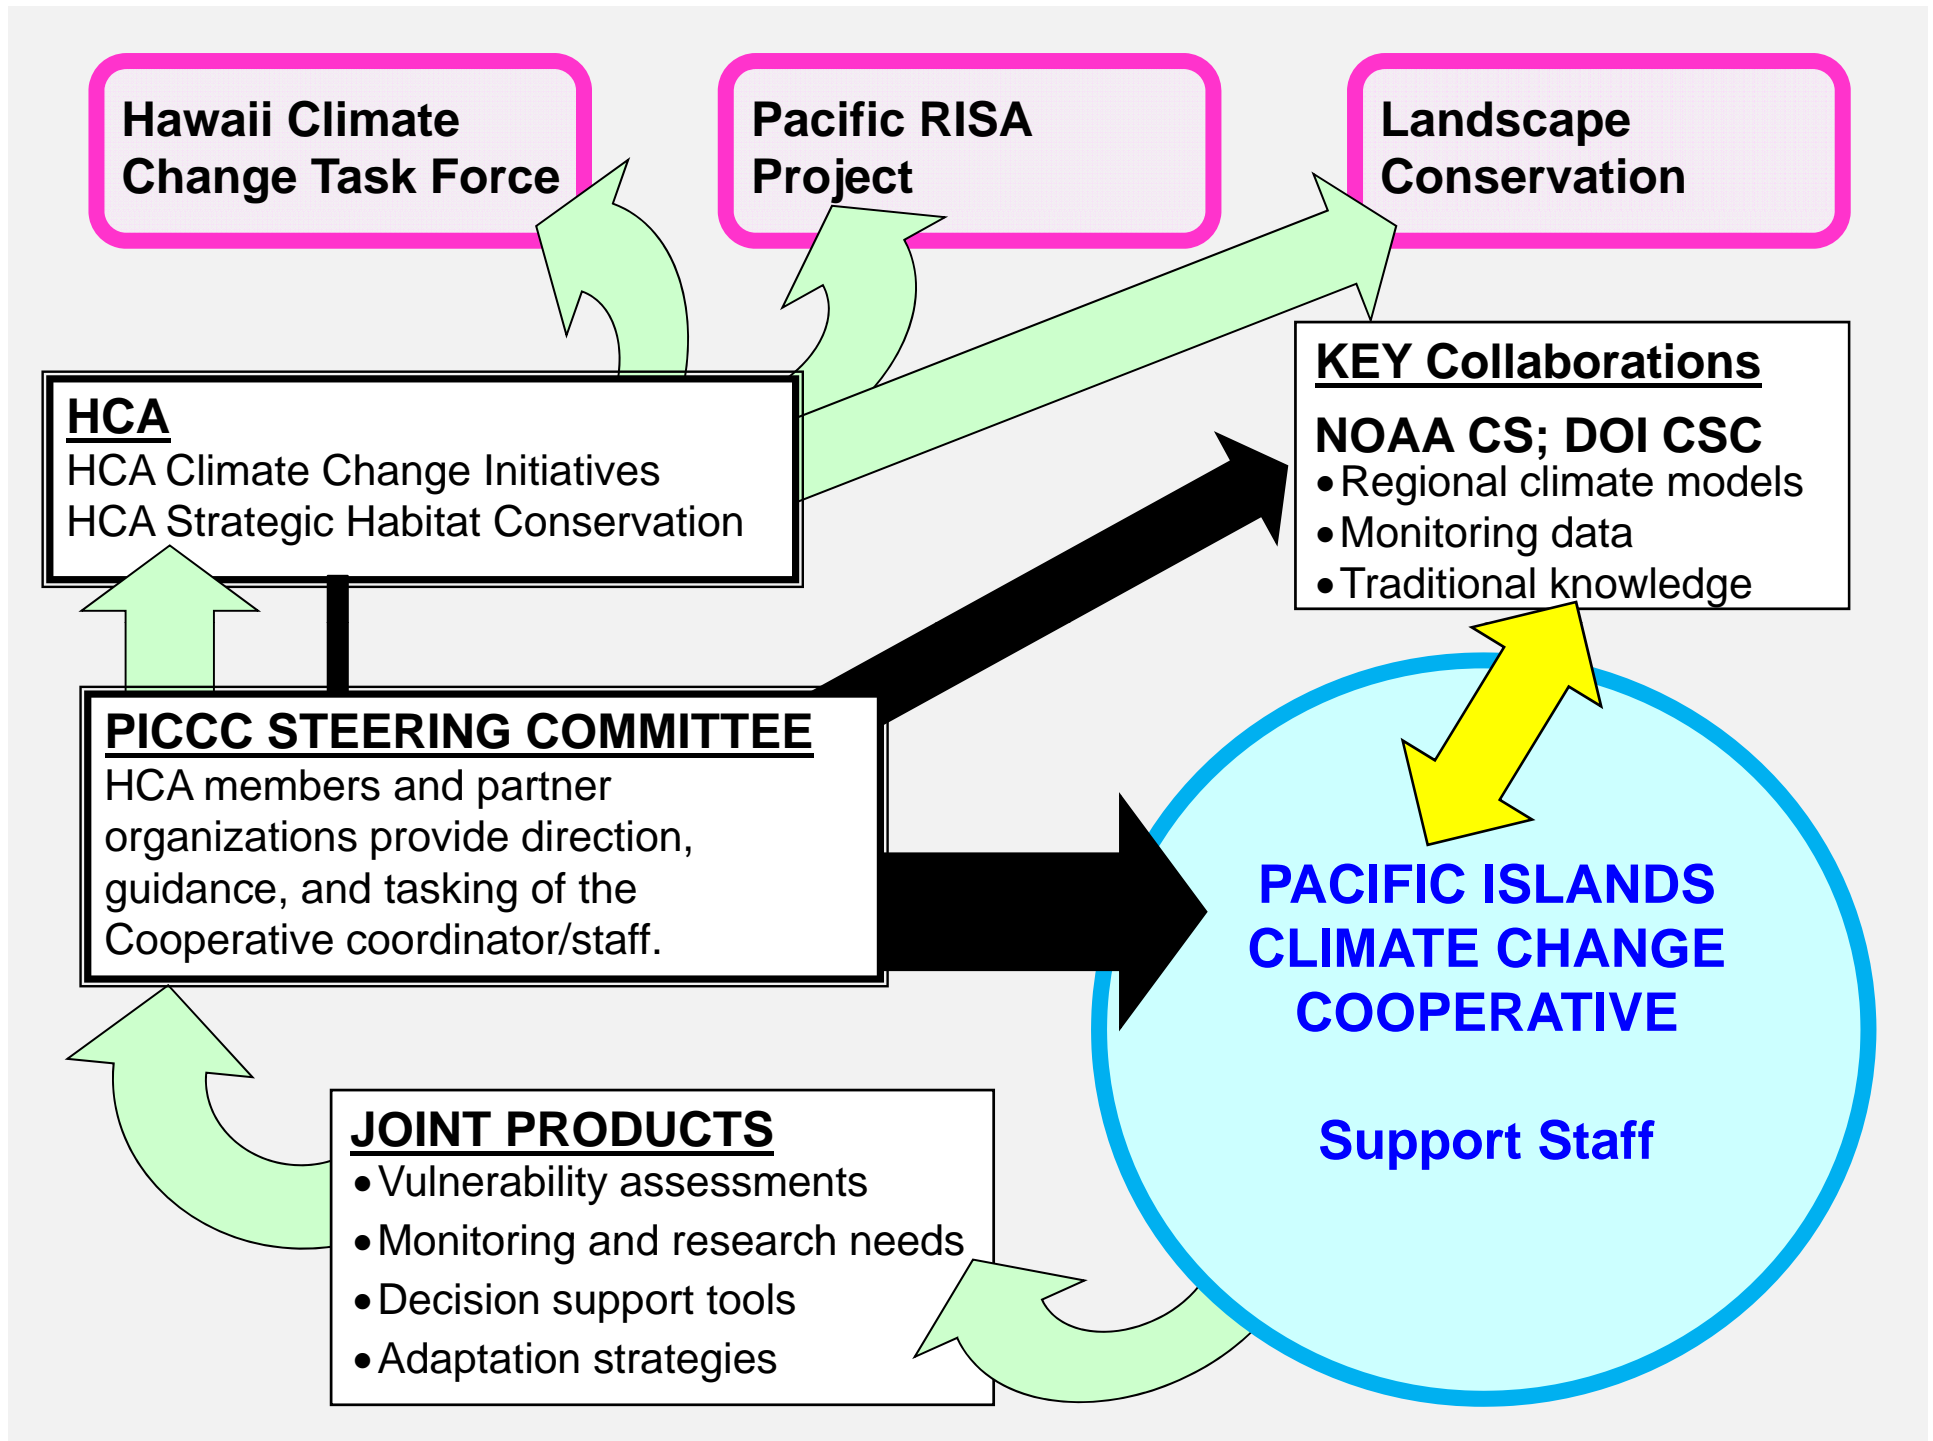 Hawaii Climate
Change Task Force
Pacific RISA
Project
Landscape
Conservation
KEY Collaborations
NOAA CS; DOI CSC
•Regional climate models
•Monitoring data
•Traditional knowledge
HCA
HCA Climate Change Initiatives
HCA Strategic Habitat Conservation
PICCC STEERING COMMITTEE
HCA members and partner
organizations provide direction,
guidance, and tasking of the
Cooperative coordinator/staff.
PACIFIC ISLANDS
CLIMATE CHANGE
COOPERATIVE
Support Staff
JOINT PRODUCTS
•Vulnerability assessments
•Monitoring and research needs
•Decision support tools
•Adaptation strategies